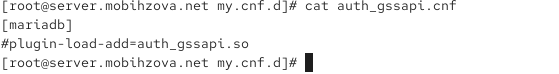 [root@server.mobihzova.net my.cnf.d]# cat auth_gssapi.cnf
[mariadb]
#plugin-load-add=auth_gssapi.so
[root@server.mobihzova.net my.cnf.d]#